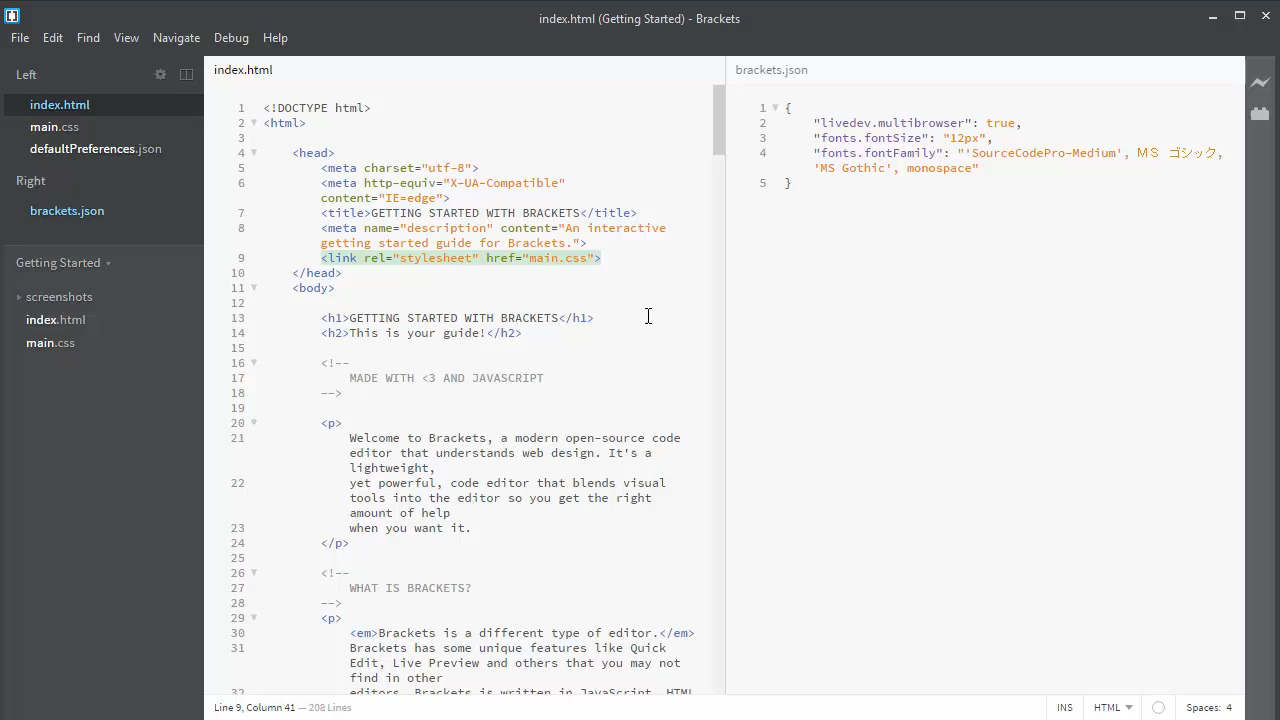 index.html (Getting Started) - Brackets
File Edit Find View Navigate Debug Help
Left
index.html
main.css
defaultPreferences.json
Right
brackets.json
Getting Started
screenshots
index.html
main.css
index.html
1 <!DOCTYPE html>
2 <html>
3
4 <head>
5 <meta charset="utf-8">
6 <meta http-equiv="X-UA-Compatible"
content="IE=edge">
7 <title>GETTING STARTED WITH BRACKETS</title>
8 <meta name="description" content="An interactive
getting started guide for Brackets.">
9 <link rel="stylesheet" href="main.css">
10 </head>
11 <body>
12
13 <h1>GETTING STARTED WITH BRACKETS</h1>
14 <h2>This is your guide!</h2>
15
16 <!--
17 MADE WITH <3 AND JAVASCRIPT
18 -->
19
20 <p>
21 Welcome to Brackets, a modern open-source code
editor that understands web design. It's a
lightweight,
22 yet powerful, code editor that blends visual
tools into the editor so you get the right
amount of help
23 when you want it.
24 </p>
25
26 <!--
27 WHAT IS BRACKETS?
28 -->
29 <p>
30 <em>Brackets is a different type of editor.</em>
31 Brackets has some unique features like Quick
Edit, Live Preview and others that you may not
find in other
32 editors. Brackets is written in JavaScript, HTML
brackets.json
1 {
2 "livedev.multibrowser": true,
3 "fonts.fontSize": "12px",
4 "fonts.fontFamily": "'SourceCodePro-Medium', ＭＳ ゴシック,
'MS Gothic', monospace"
5 }
Line 9, Column 41 — 208 Lines
INS HTML Spaces: 4